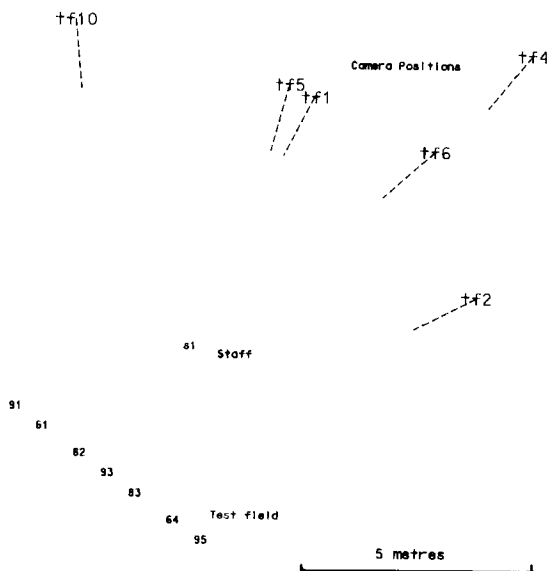 †f10
†f4
Camera Positions
†f5
†f1
†f6
†f2
81
Staff
91
61
82
93
83
64
Test field
95
5 metres